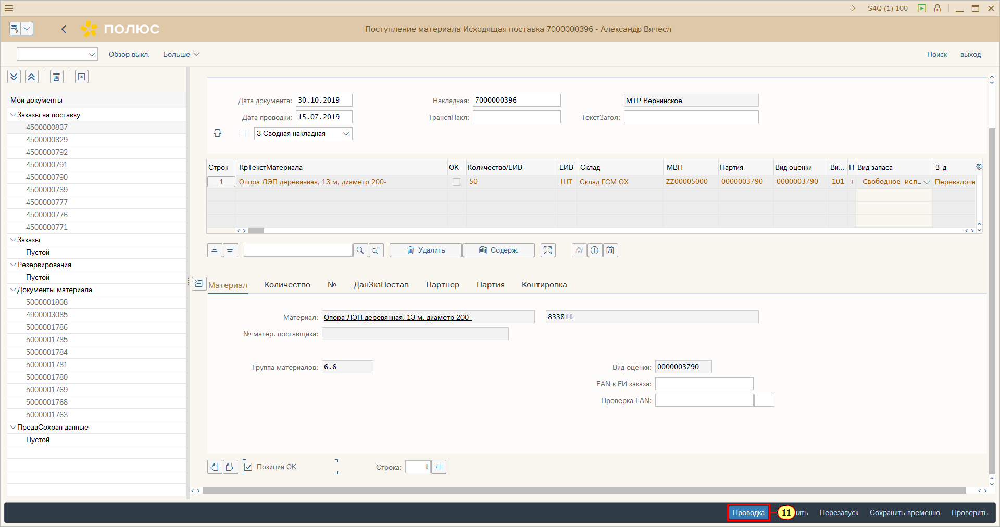 S4Q (1) 100
ПОЛЮС
Поступление материала Исходящая поставка 7000000396 - Александр Вячесл
Обзор выкл. Больше
Поиск выход
Мои документы
Заказы на поставку
4500000837
4500000829
4500000792
4500000791
4500000790
4500000789
4500000777
4500000776
4500000771
Заказы
Пустой
Резервирования
Пустой
Документы материала
5000001808
4900003085
5000001786
5000001785
5000001784
5000001781
5000001780
5000001769
5000001768
5000001763
ПредвСохран данные
Пустой
Дата документа: 30.10.2019 Накладная: 7000000396 МТР Вернинское
Дата проводки: 15.07.2019 ТранспНакл: ТекстЗагол:
3 Сводная накладная
Строк КрТекстМатериала ОК Количество/ЕИВ ЕИВ Склад МВП Партия Вид оценки Ви... Н Вид запаса З-д
1 Опора ЛЭП деревянная, 13 м, диаметр 200- 50 ШТ Склад ГСМ ОХ ZZ00005000 0000003790 0000003790 101 + Свободное исп… Перевалочн
Удалить Содерж.
Материал Количество № ДанЗкзПостав Партнер Партия Контировка
Материал: Опора ЛЭП деревянная, 13 м, диаметр 200- 833811
№ матер. поставщика:
Группа материалов: 6.6 Вид оценки: 0000003790
EAN к ЕИ заказа:
Проверка EAN:
Позиция ОК Строка: 1
Проводка 11 нить Перезапуск Сохранить временно Проверить